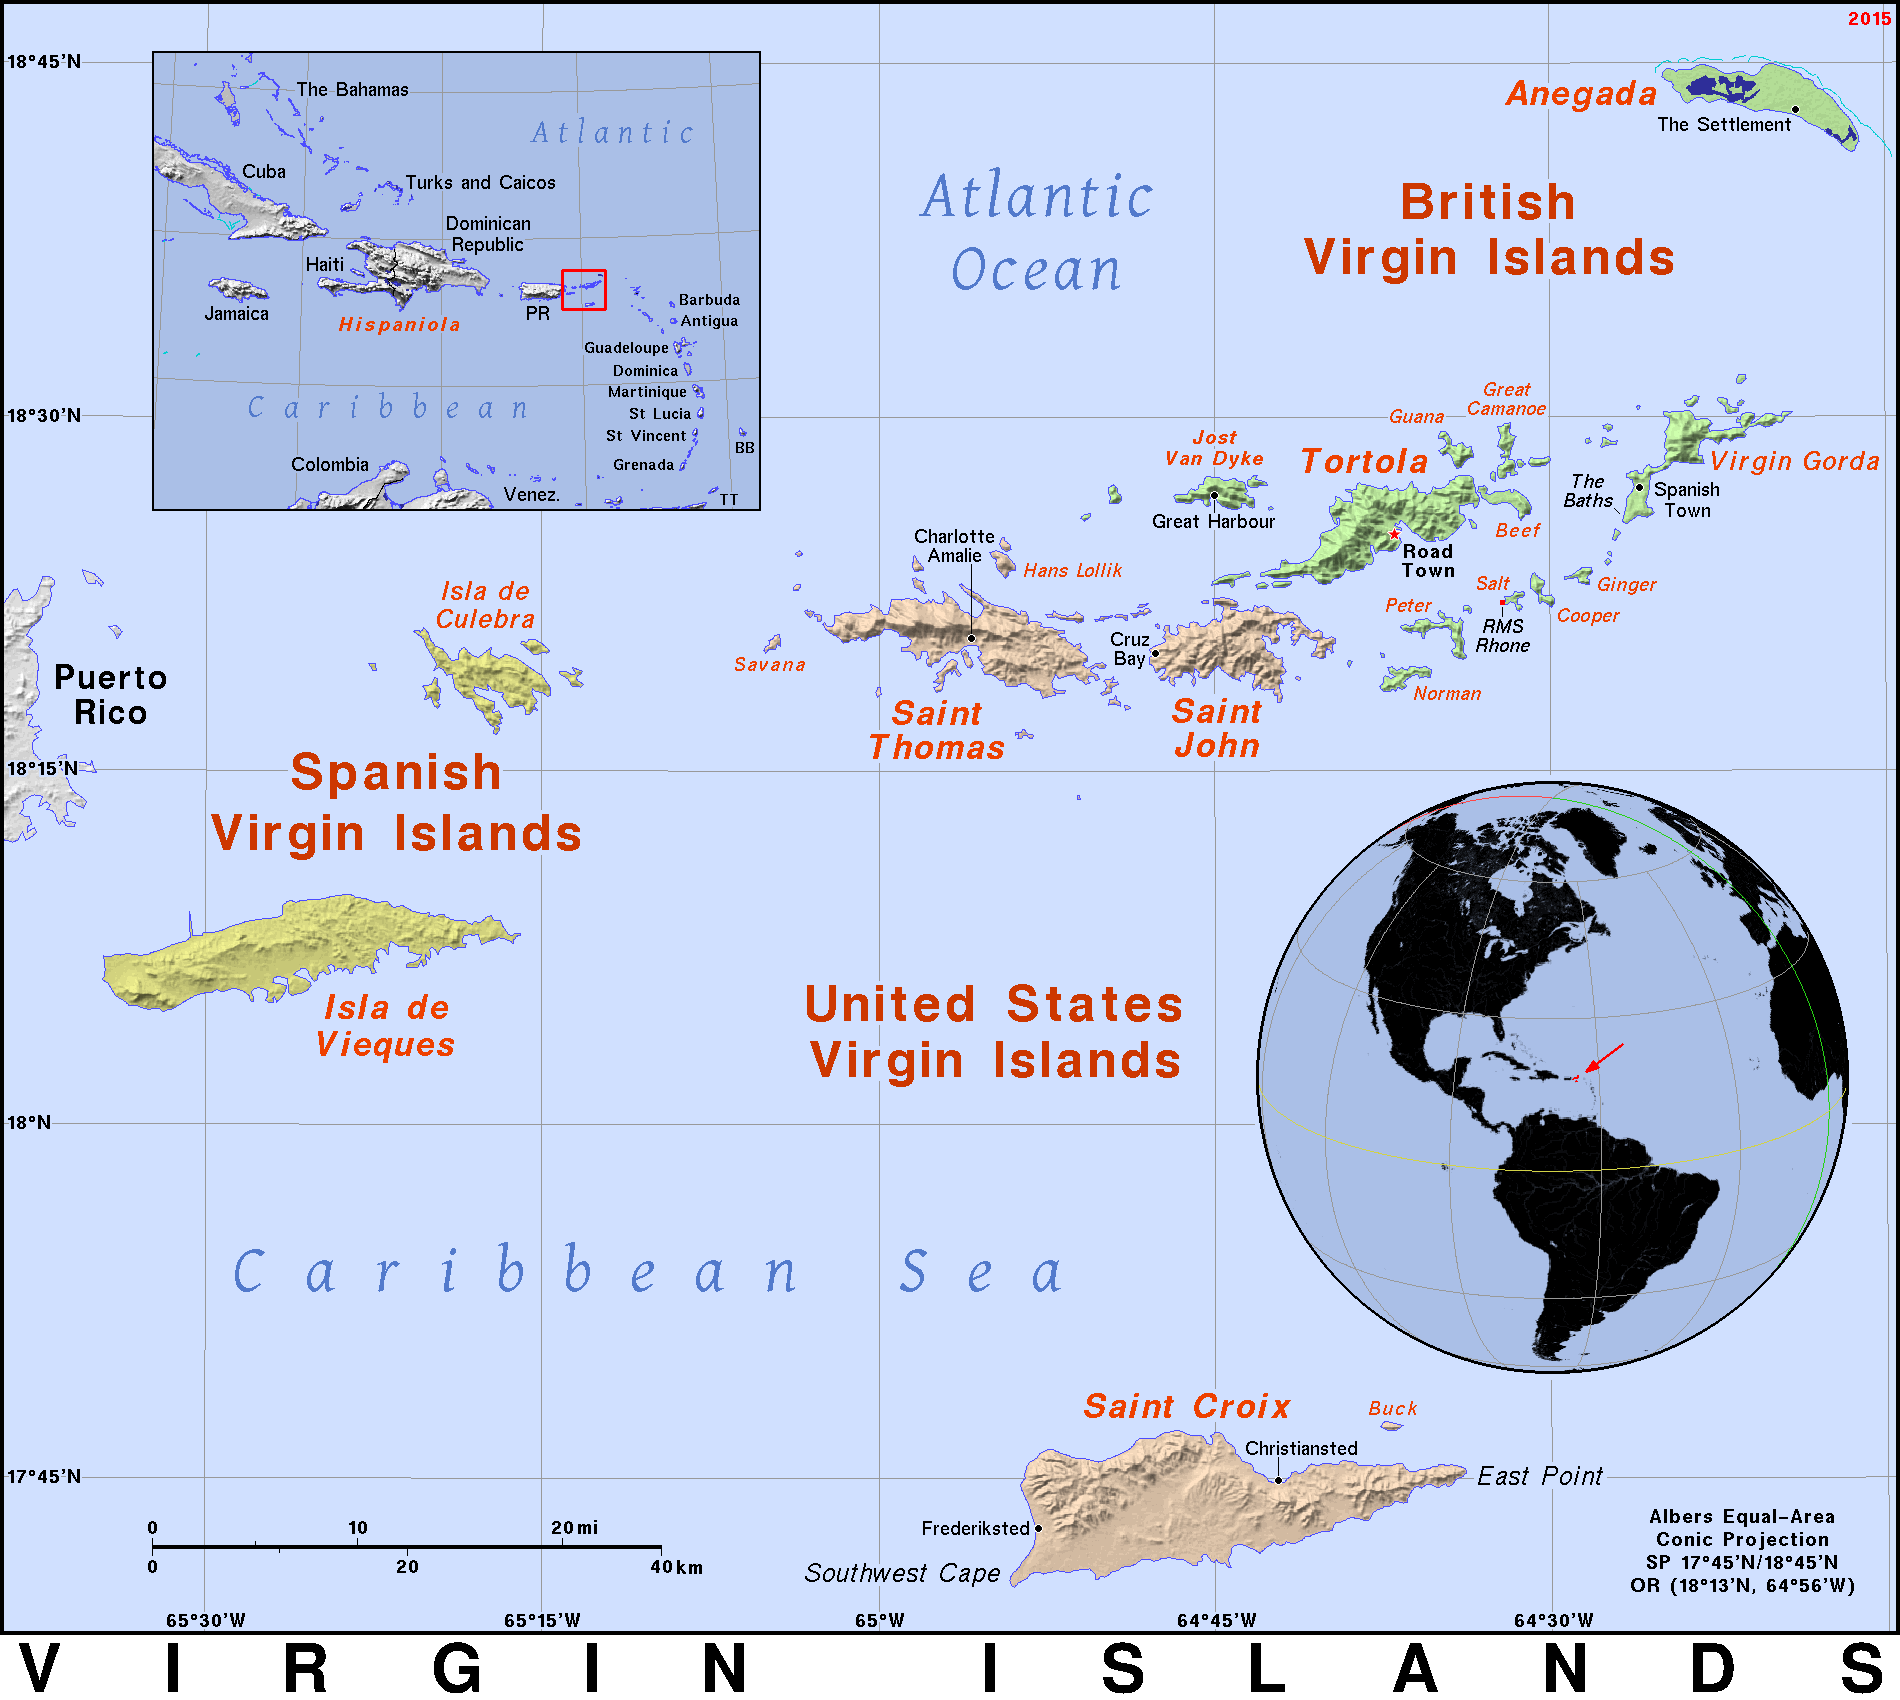 2015
18°45'N
The Bahamas
Atlantic
Cuba
Turks and Caicos
Dominican
Republic
Haiti
Jamaica
Hispaniola
PR
Barbuda
Antigua
Guadeloupe
Dominica
Martinique
St Lucia
St Vincent
Grenada
BB
TT
Caribbean
Colombia
Venez.
Anegada
The Settlement
Atlantic
Ocean
British
Virgin Islands
18°30'N
Great
Camanoe
Guana
Jost
Van Dyke
Tortola
Virgin Gorda
The
Baths
Spanish
Town
Great Harbour
Beef
Charlotte
Amalie
Hans Lollik
Road
Town
Salt
Ginger
Isla de
Culebra
Peter
Cooper
RMS
Rhone
Cruz
Bay
Savana
Puerto
Rico
Norman
Saint
Thomas
Saint
John
18°15'N
Spanish
Virgin Islands
Isla de
Vieques
United States
Virgin Islands
18°N
Caribbean Sea
Saint Croix
Buck
Christiansted
17°45'N
East Point
Frederiksted
Southwest Cape
0 10 20 mi
0 20 40 km
Albers Equal-Area
Conic Projection
SP 17°45'N/18°45'N
OR (18°13'N, 64°56'W)
65°30'W 65°15'W 65°W 64°45'W 64°30'W
VIRGIN ISLANDS